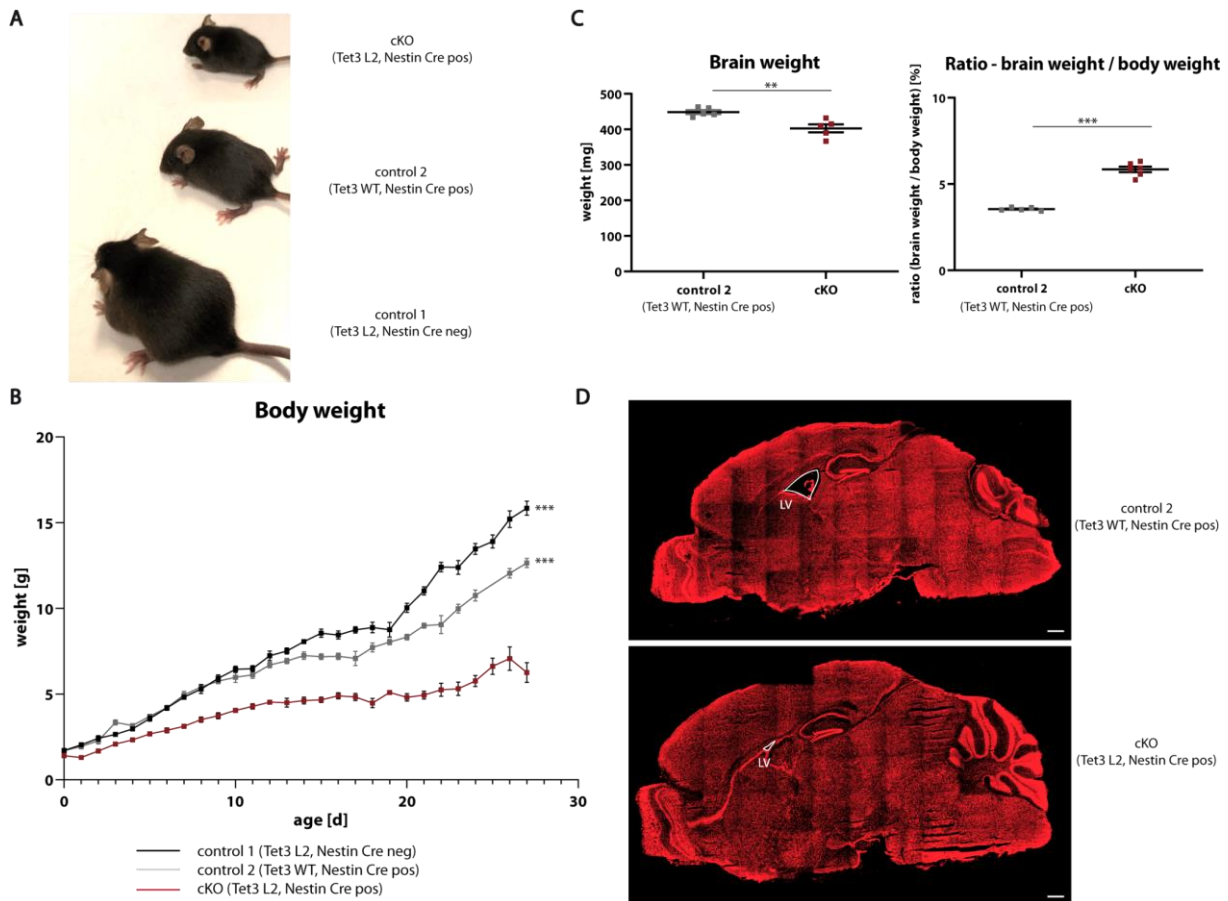 A
cKO
(Tet3 L2, Nestin Cre pos)
control 2
(Tet3 WT, Nestin Cre pos)
control 1
(Tet3 L2, Nestin Cre neg)
C
Brain weight
**
500
400
300
200
100
0
weight [mg]
control 2
(Tet3 WT, Nestin Cre pos)
cKO
Ratio - brain weight / body weight
***
10
5
0
ratio (brain weight / body weight) [%]
control 2
(Tet3 WT, Nestin Cre pos)
cKO
B
Body weight
20
15
10
5
0
weight [g]
***
***
0
10
20
30
age [d]
control 1 (Tet3 L2, Nestin Cre neg)
control 2 (Tet3 WT, Nestin Cre pos)
cKO (Tet3 L2, Nestin Cre pos)
D
LV
control 2
(Tet3 WT, Nestin Cre pos)
LV
cKO
(Tet3 L2, Nestin Cre pos)